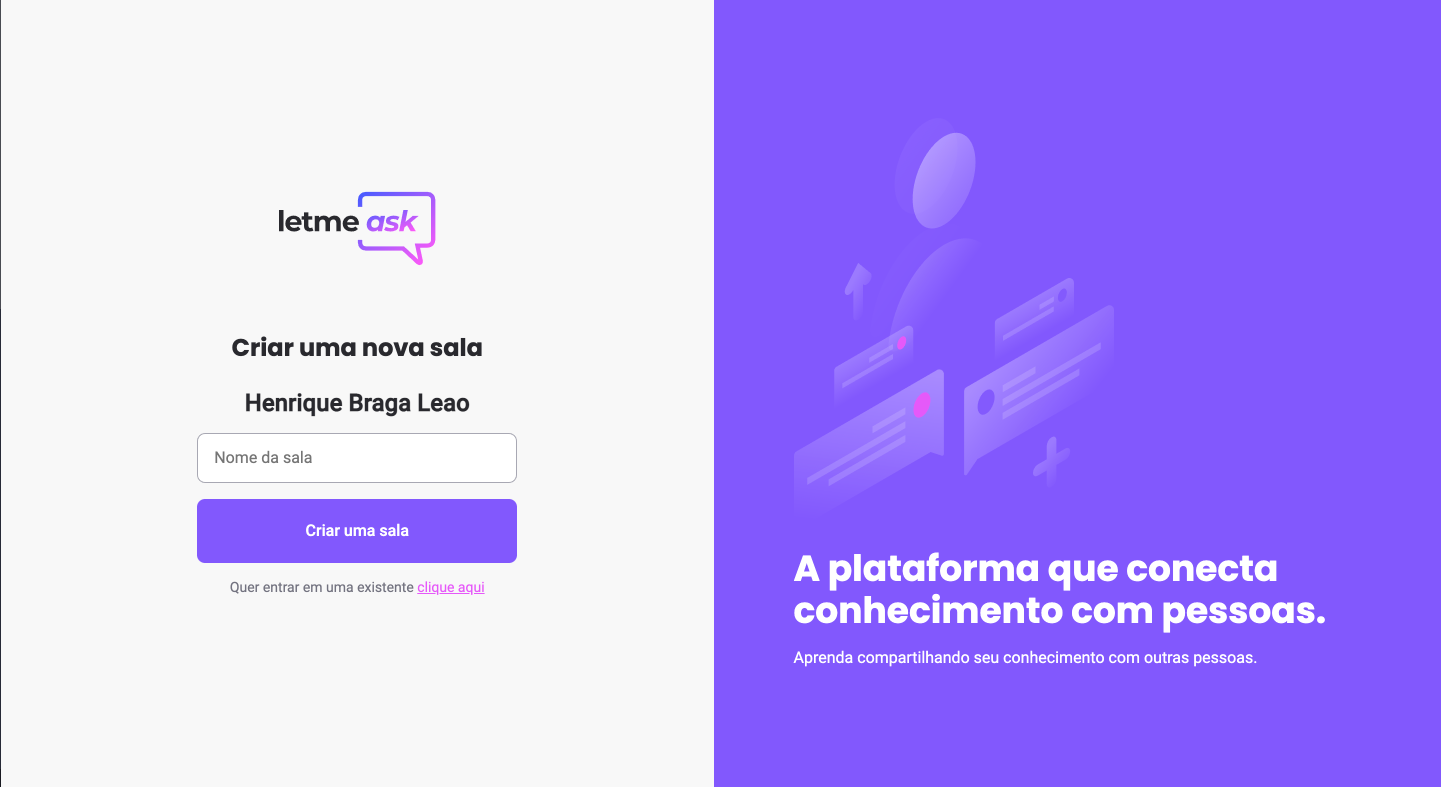 letme ask
Criar uma nova sala
Henrique Braga Leao
Nome da sala
Criar uma sala
Quer entrar em uma existente clique aqui
A plataforma que conecta
conhecimento com pessoas.
Aprenda compartilhando seu conhecimento com outras pessoas.